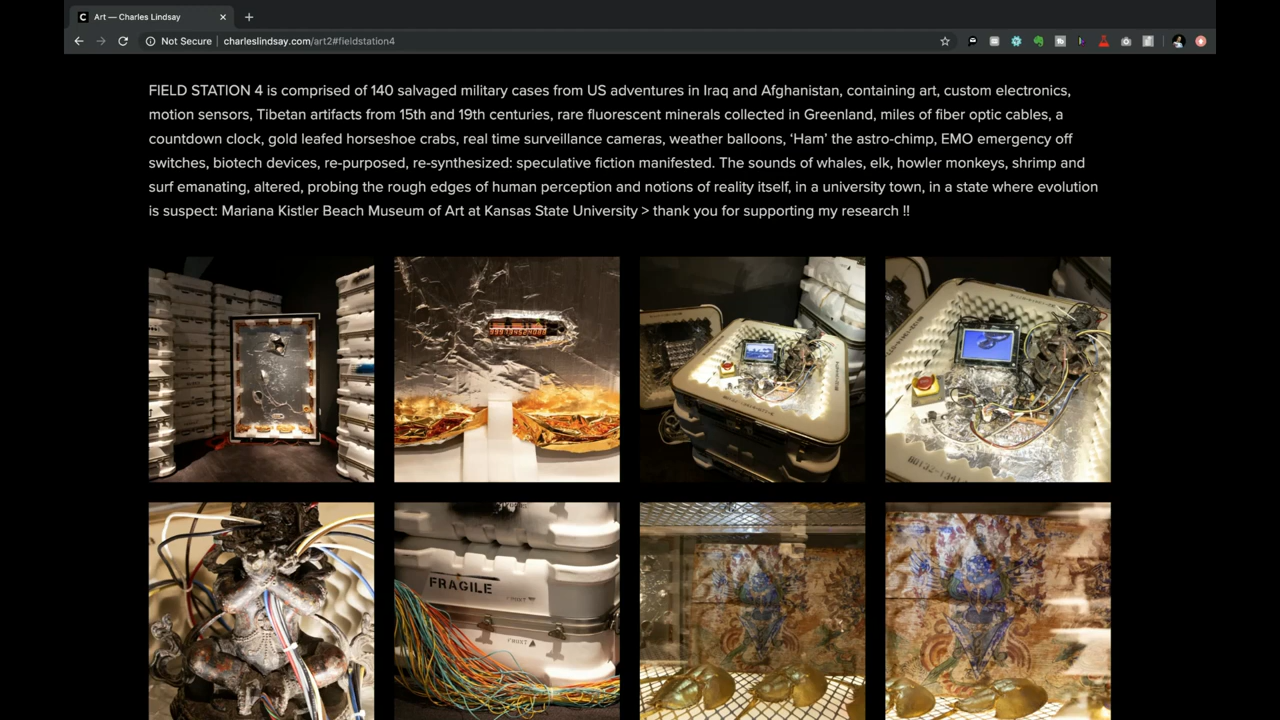 Art — Charles Lindsay
Not Secure
charleslindsay.com/art2#fieldstation4
FIELD STATION 4 is comprised of 140 salvaged military cases from US adventures in Iraq and Afghanistan, containing art, custom electronics,
motion sensors, Tibetan artifacts from 15th and 19th centuries, rare fluorescent minerals collected in Greenland, miles of fiber optic cables, a
countdown clock, gold leafed horseshoe crabs, real time surveillance cameras, weather balloons, ‘Ham’ the astro-chimp, EMO emergency off
switches, biotech devices, re-purposed, re-synthesized: speculative fiction manifested. The sounds of whales, elk, howler monkeys, shrimp and
surf emanating, altered, probing the rough edges of human perception and notions of reality itself, in a university town, in a state where evolution
is suspect: Mariana Kistler Beach Museum of Art at Kansas State University > thank you for supporting my research !!
FRAGILE